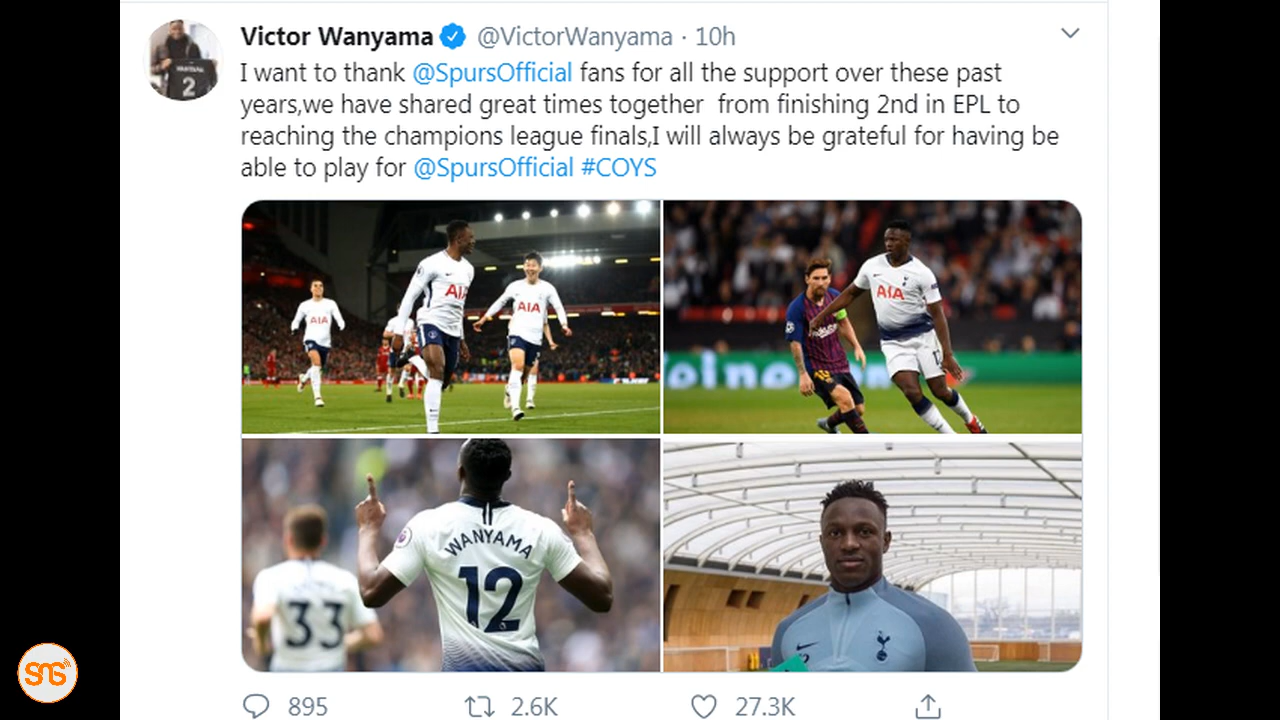 Victor Wanyama @VictorWanyama · 10h
I want to thank @SpursOfficial fans for all the support over these past
years,we have shared great times together  from finishing 2nd in EPL to
reaching the champions league finals,I will always be grateful for having be
able to play for @SpursOfficial #COYS
WANYAMA
2
AIA
AIA
AIA
AIA
WANYAMA
12
33
895
2.6K
27.3K
SNG